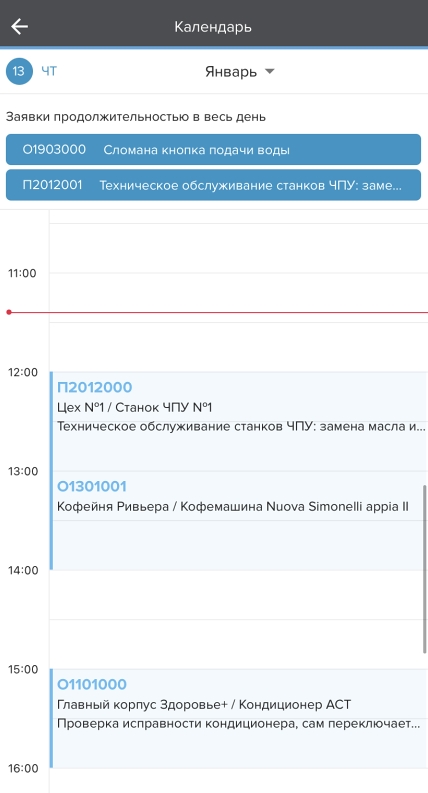 Календарь
13 ЧТ Январь
Заявки продолжительностью в весь день
О1903000 Сломана кнопка подачи воды
П2012001 Техническое обслуживание станков ЧПУ: заме...
11:00
12:00
П2012000
Цех №1 / Станок ЧПУ №1
Техническое обслуживание станков ЧПУ: замена масла и...
13:00
О1301001
Кофейня Ривьера / Кофемашина Nuova Simonelli appia II
14:00
15:00
О1101000
Главный корпус Здоровье+ / Кондиционер АСТ
Проверка исправности кондиционера, сам переключает...
16:00